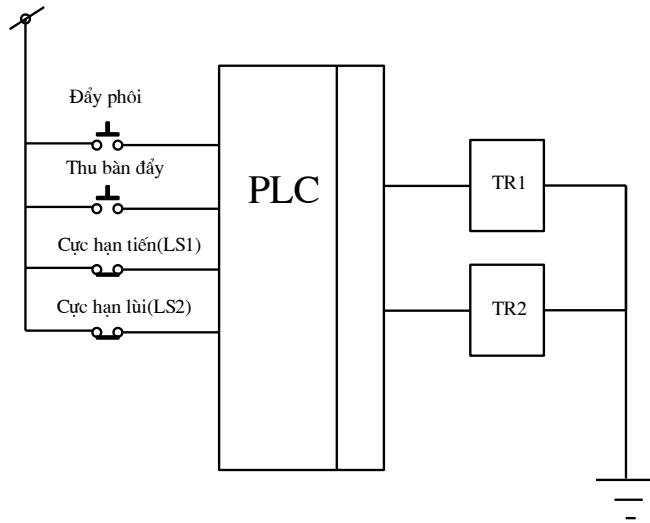 Đẩy phôi
Thu bàn đẩy
Cực hạn tiến(LS1)
Cực hạn lùi(LS2)
PLC
TR1
TR2